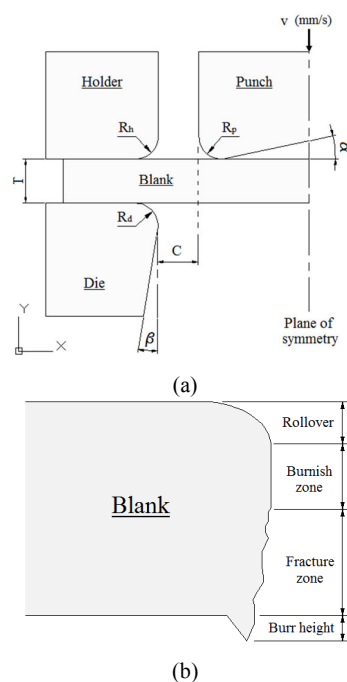 v (mm/s)
Holder
Punch
Rh
Rp
α
T
Blank
Rd
C
Die
Y
X
β
Plane of
symmetry
(a)
Rollover
Burnish
zone
Blank
Fracture
zone
Burr height
(b)